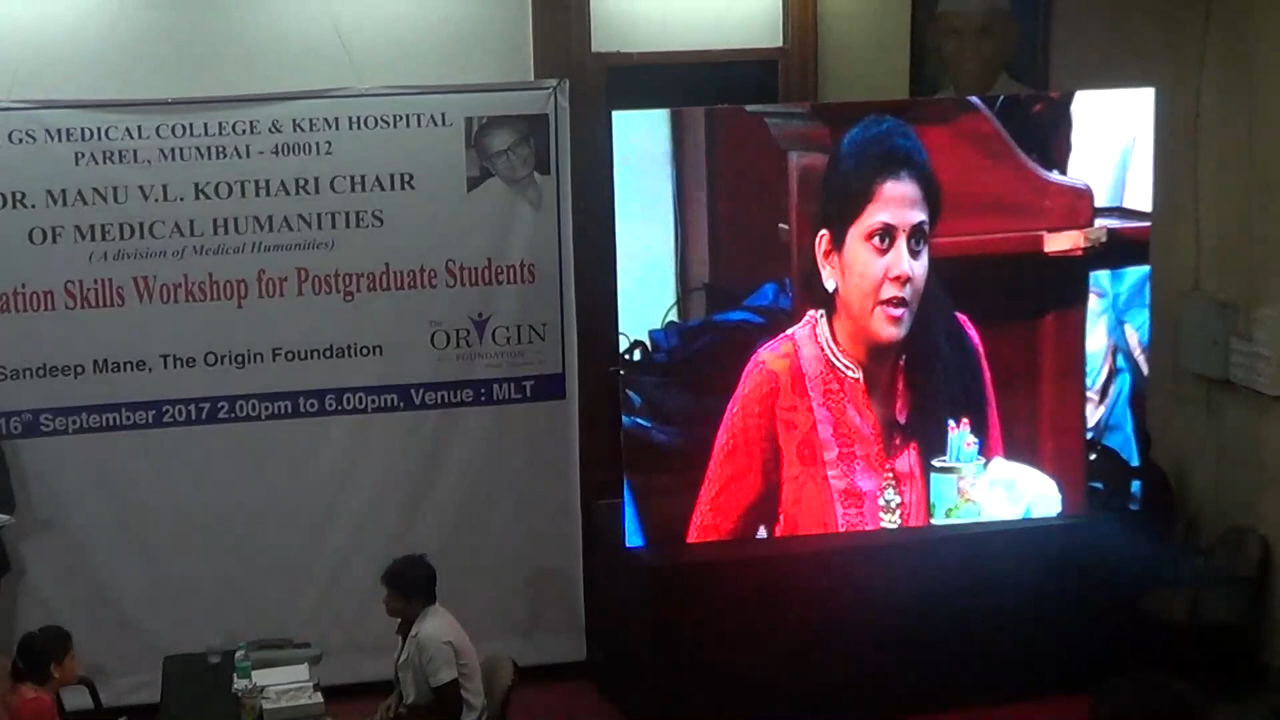 GS MEDICAL COLLEGE & KEM HOSPITAL
PAREL, MUMBAI - 400012
DR. MANU V.L. KOTHARI CHAIR
OF MEDICAL HUMANITIES
( A division of Medical Humanities)
ation Skills Workshop for Postgraduate Students
The
ORIGIN
FOUNDATION
Sandeep Mane, The Origin Foundation
16th September 2017 2.00pm to 6.00pm, Venue : MLT